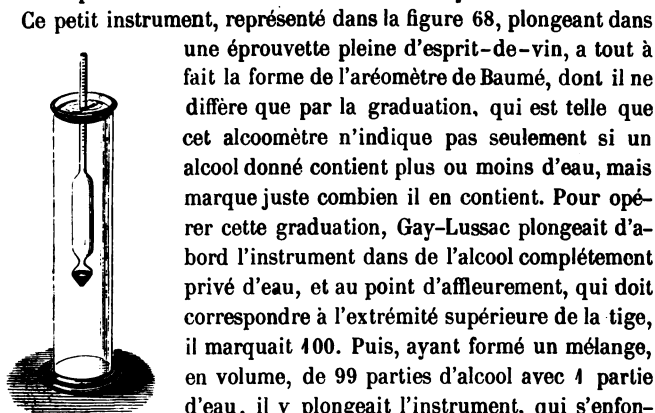 Ce petit instrument, représenté dans la figure 68, plongeant dans
une éprouvette pleine d'esprit-de-vin, a tout à
fait la forme de l'aréomètre de Baumé, dont il ne
diffère que par la graduation, qui est telle que
cet alcoomètre n'indique pas seulement si un
alcool donné contient plus ou moins d'eau, mais
marque juste combien il en contient. Pour opé-
rer cette graduation, Gay-Lussac plongeait d'a-
bord l'instrument dans de l'alcool complétement
privé d'eau, et au point d'affleurement, qui doit
correspondre à l'extrémité supérieure de la tige,
il marquait 100. Puis, ayant formé un mélange,
en volume, de 99 parties d'alcool avec 1 partie
d'eau, il y plongeait l'instrument, qui s'enfon-